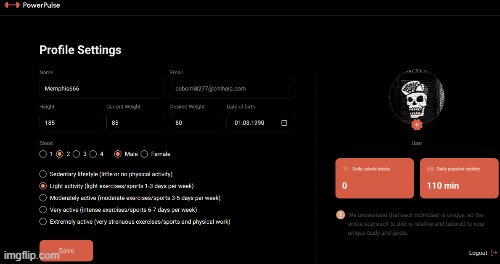 PowerPulse
Profile Settings
Name
Email
Memphis666
Height
Current Weight
Desired Weight
Date of birth
185
01.03.1990
Blood
1 2 3 4 Male Female
Sedentary lifestyle (little or no physical activity)
Light activity (light exercises/sports 1-3 days per week)
Moderately active (moderate exercises/sports 3-5 days per week)
Very active (intense exercises/sports 6-7 days per week)
Extremely active (very strenuous exercises/sports and physical work)
Save
User
Daily calorie intake
0
Daily physical activity
110 min
We understand that each individual is unique, so the
entire approach to diet is relative and tailored to your
unique body and goals.
Logout
imgflip.com